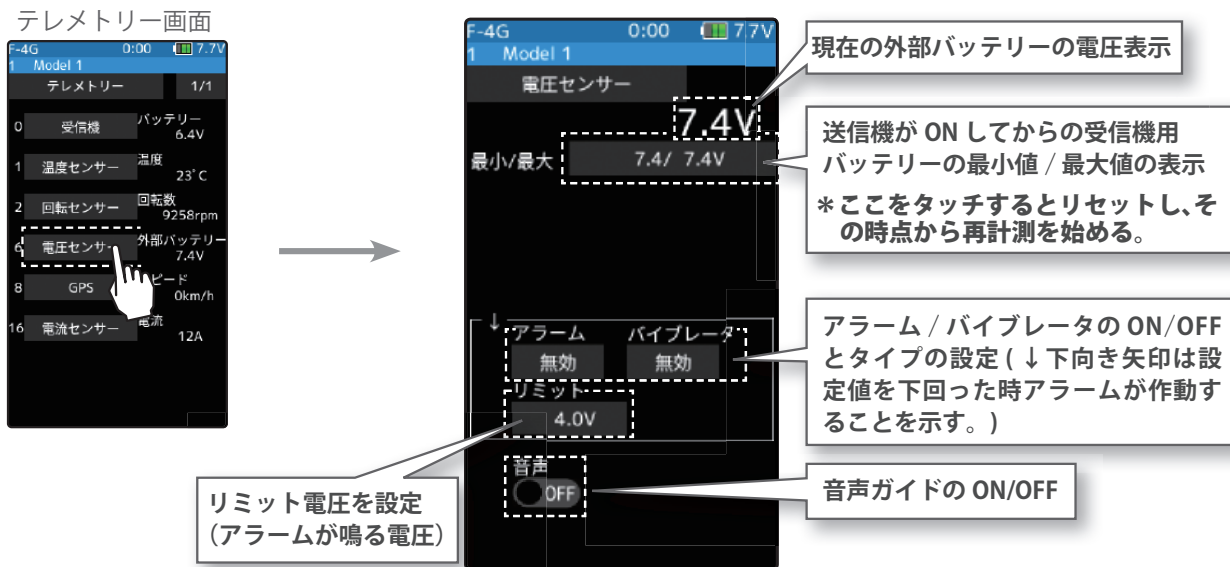 テレメトリー画面
F-4G 0:00 7.7V
1 Model 1
テレメトリー 1/1
0 受信機 バッテリー
6.4V
1 温度センサー 温度
23°C
2 回転センサー 回転数
9258rpm
6 電圧センサー 外部バッテリー
7.4V
8 GPS ピード
0km/h
16 電流センサー 電流
12A
F-4G 0:00 7.7V
1 Model 1
電圧センサー
7.4V
最小/最大 7.4/ 7.4V
↓
アラーム バイブレータ
無効 無効
リミット
4.0V
音声
OFF
現在の外部バッテリーの電圧表示
送信機が ON してからの受信機用
バッテリーの最小値 / 最大値の表示
＊ここをタッチするとリセットし、そ
の時点から再計測を始める。
アラーム / バイブレータの ON/OFF
とタイプの設定 ( ↓下向き矢印は設
定値を下回った時アラームが作動す
ることを示す。)
音声ガイドの ON/OFF
リミット電圧を設定
（アラームが鳴る電圧）